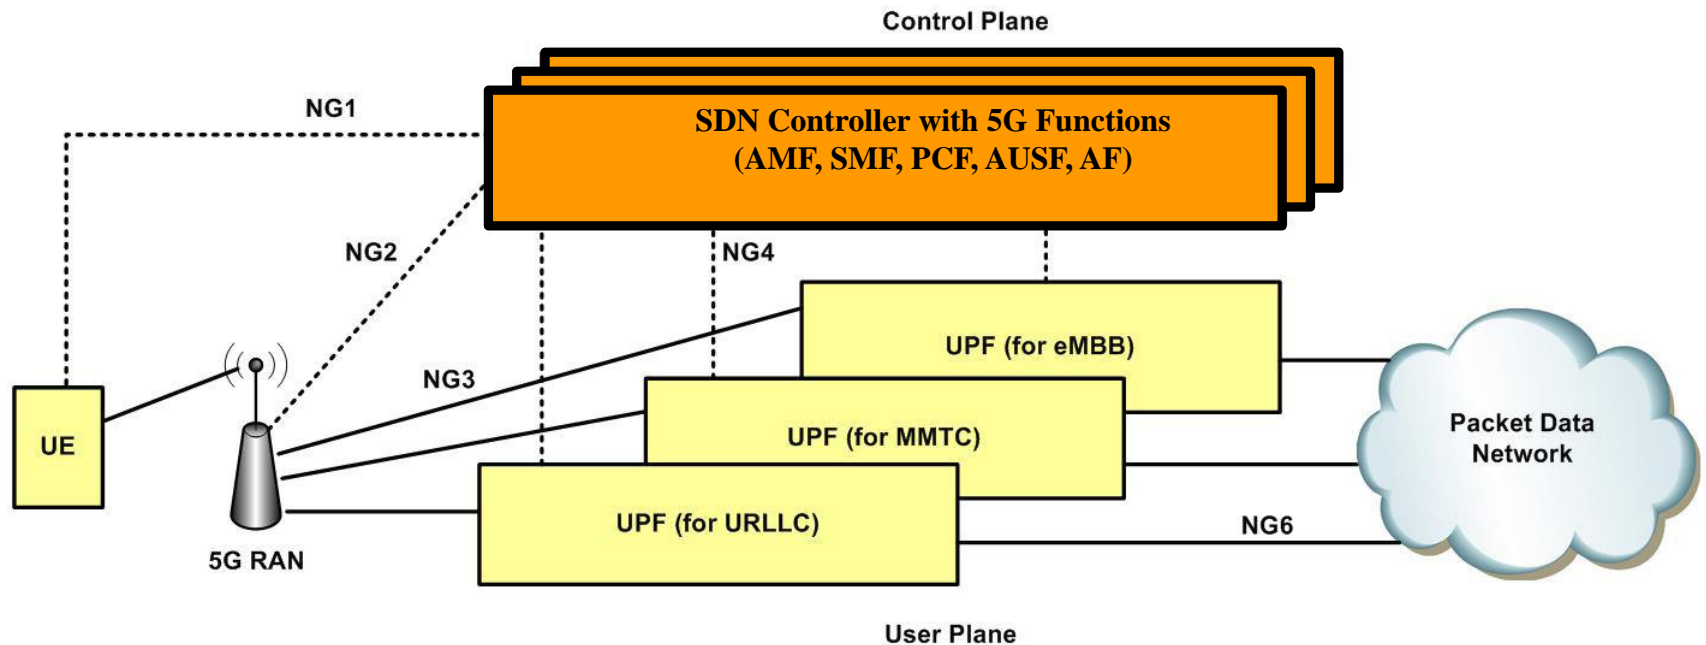 Control Plane
NG1
SDN Controller with 5G Functions
(AMF, SMF, PCF, AUSF, AF)
NG2
NG4
UPF (for eMBB)
NG3
UE
UPF (for MMTC)
Packet Data
Network
UPF (for URLLC)
NG6
5G RAN
User Plane